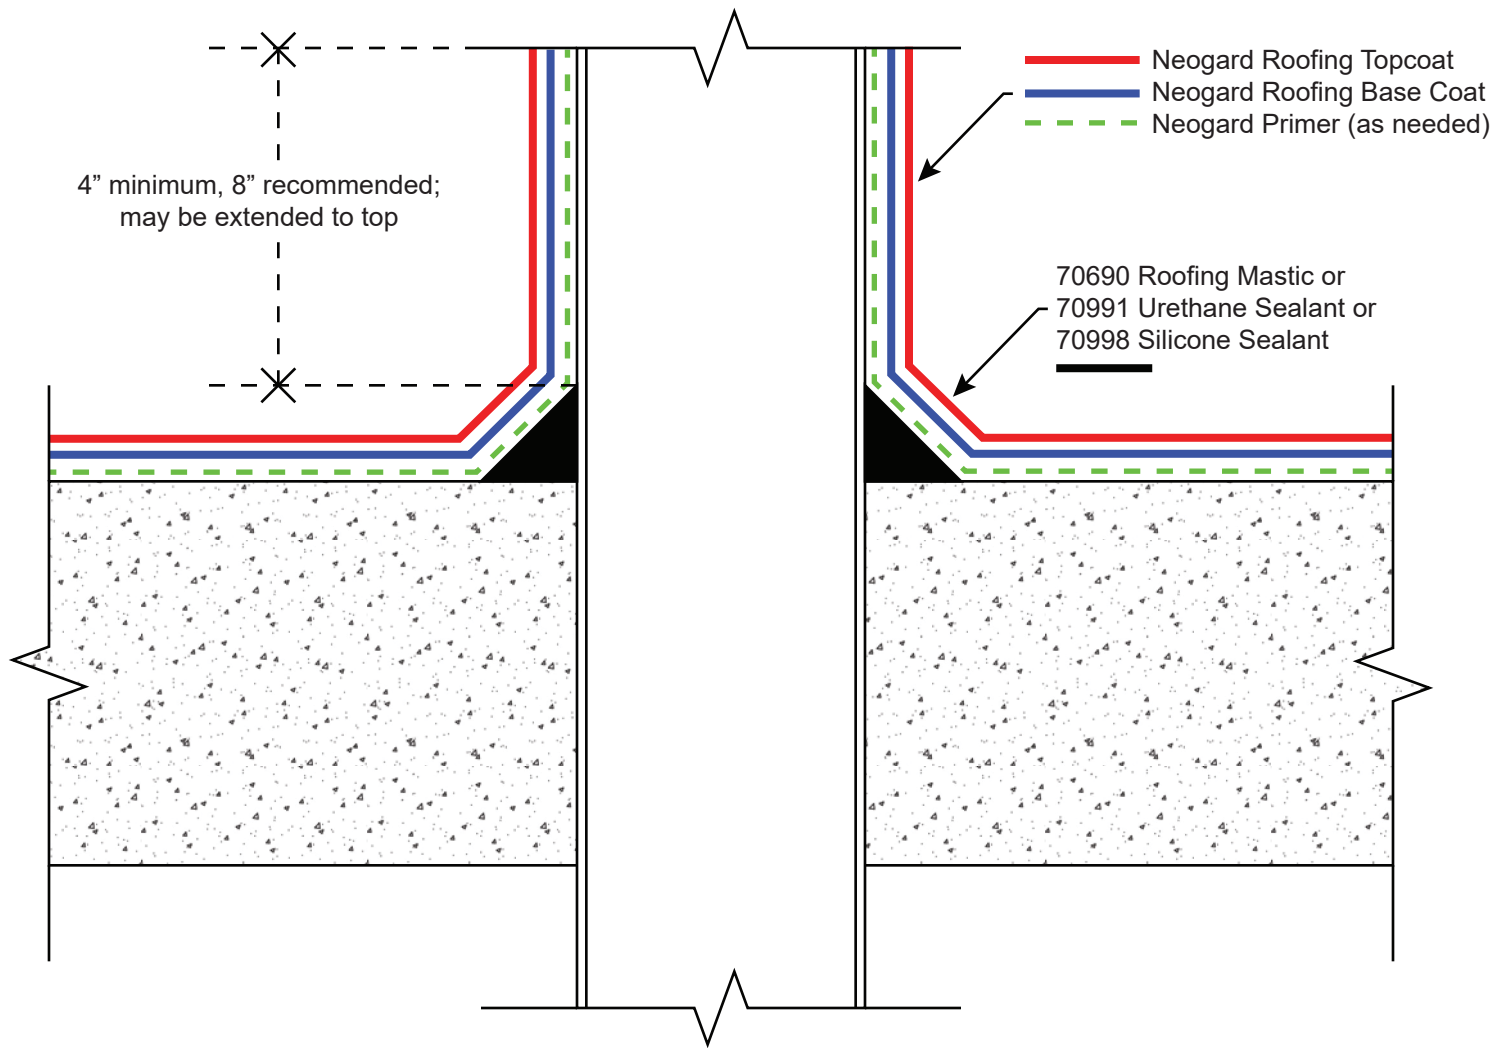 Neogard Roofing Topcoat
Neogard Roofing Base Coat
Neogard Primer (as needed)
4” minimum, 8” recommended;
may be extended to top
70690 Roofing Mastic or
70991 Urethane Sealant or
70998 Silicone Sealant